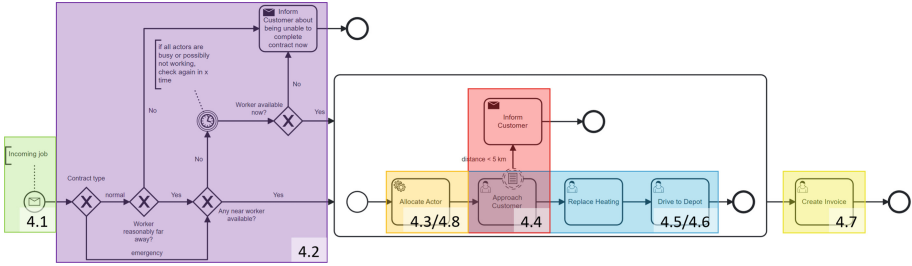 Inform
Customer about
being unable to
complete
contract now
if all actors are
busy or possiblly
not working,
check again in x
time
No
No
Worker available
now?
Yes
Incoming job
4.1
Contract type
normal
Worker
reasonably far
away?
Yes
No
Any near worker
available?
Yes
emergency
4.2
Inform
Customer
distance < 5 km
Allocate Actor
4.3/4.8
Approach
Customer
4.4
Replace Heating
Drive to Depot
4.5/4.6
Create Invoice
4.7